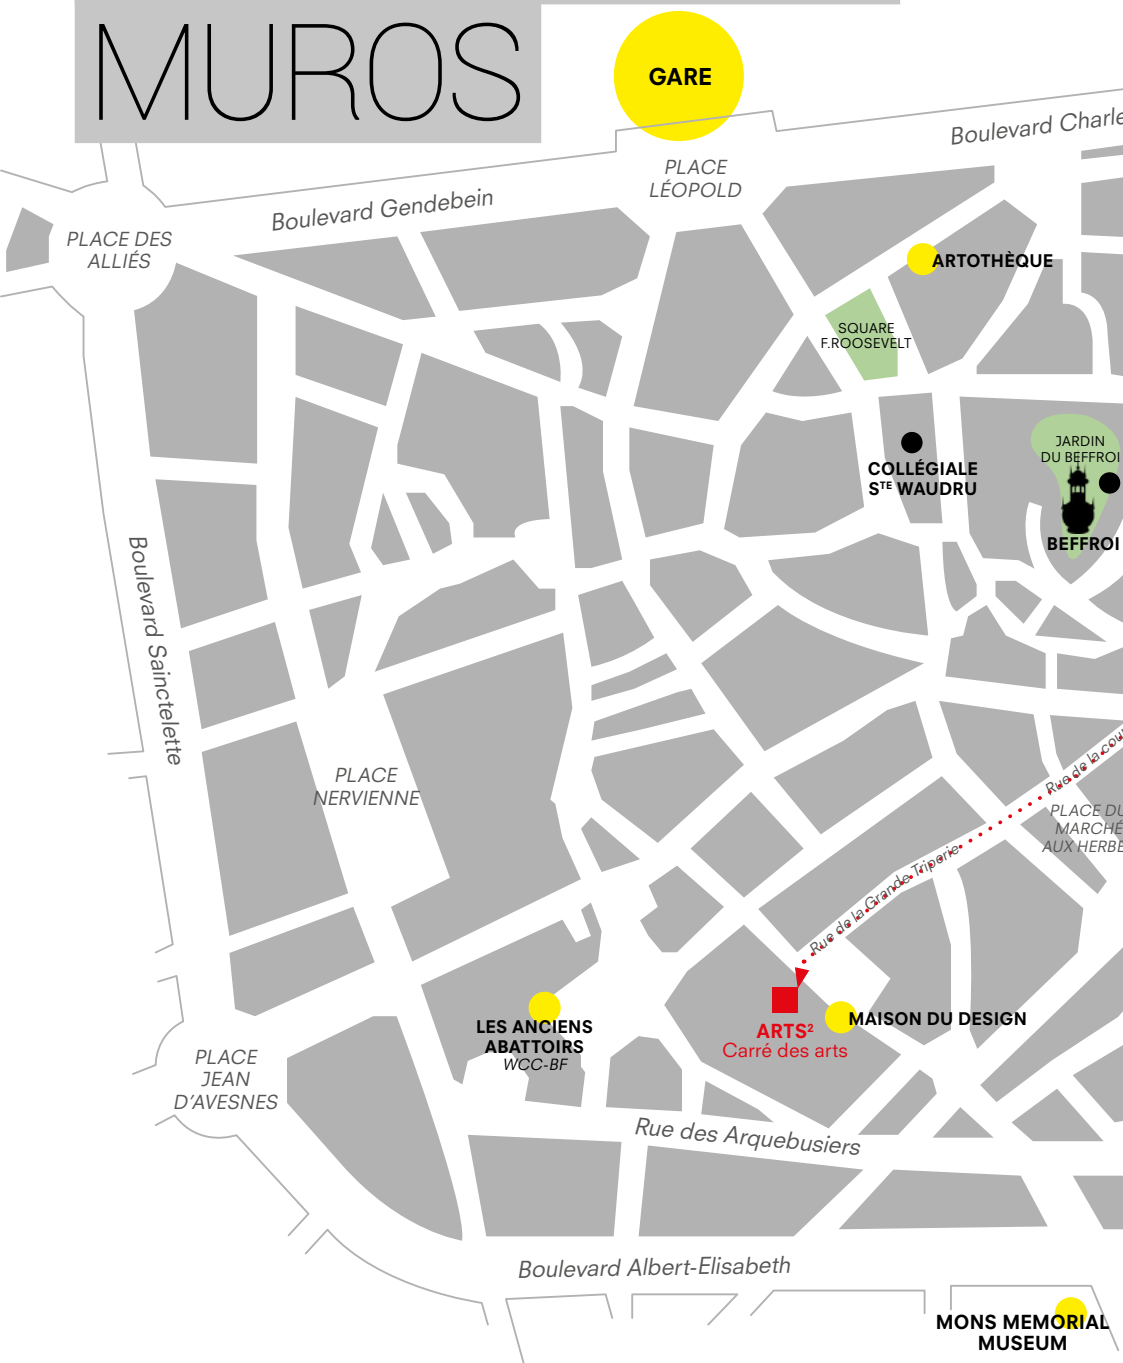 MUROS
GARE
Boulevard Charle
PLACE
LÉOPOLD
Boulevard Gendebein
PLACE DES
ALLIÉS
ARTOTHÈQUE
SQUARE
F.ROOSEVELT
JARDIN
DU BEFFROI
COLLÉGIALE
STE WAUDRU
BEFFROI
Boulevard Sainctelette
PLACE
NERVIENNE
Rue de la cou
PLACE DU
MARCHÉ
AUX HERBE
Rue de la Grande Triperie
LES ANCIENS
ABATTOIRS
WCC-BF
ARTS²
Carré des arts
MAISON DU DESIGN
PLACE
JEAN
D'AVESNES
Rue des Arquebusiers
Boulevard Albert-Elisabeth
MONS MEMORIAL
MUSEUM